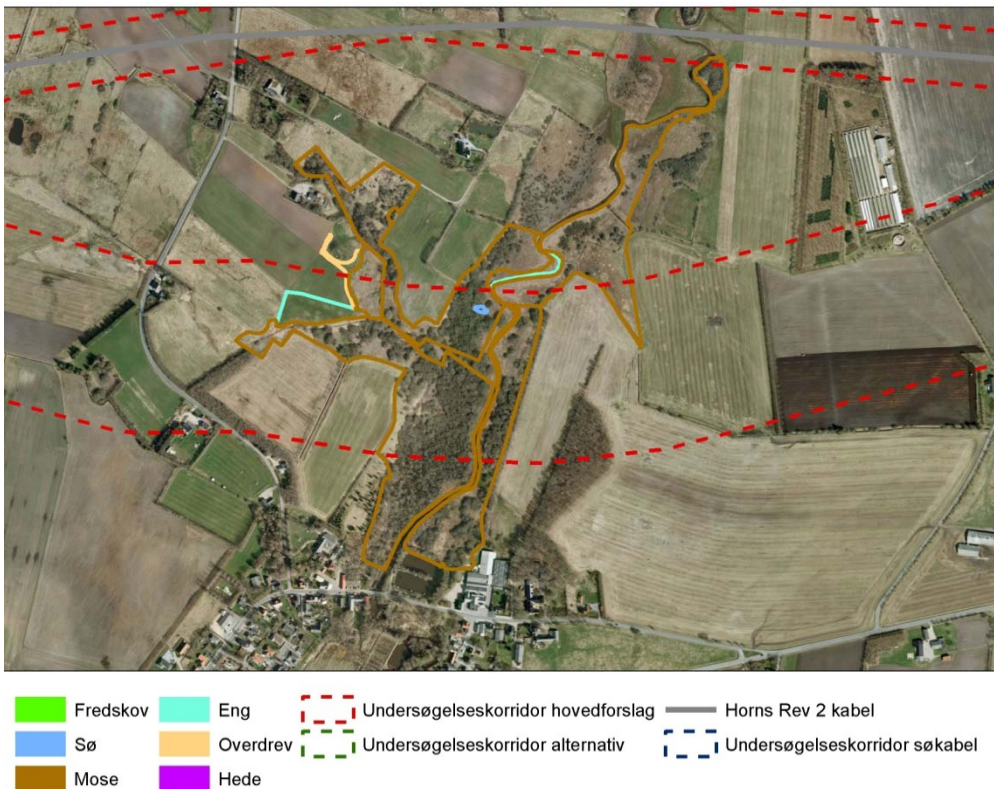 Fredskov
Eng
Undersøgelseskorridor hovedforslag
Horns Rev 2 kabel
Sø
Overdrev
Undersøgelseskorridor alternativ
Undersøgelseskorridor søkabel
Mose
Hede